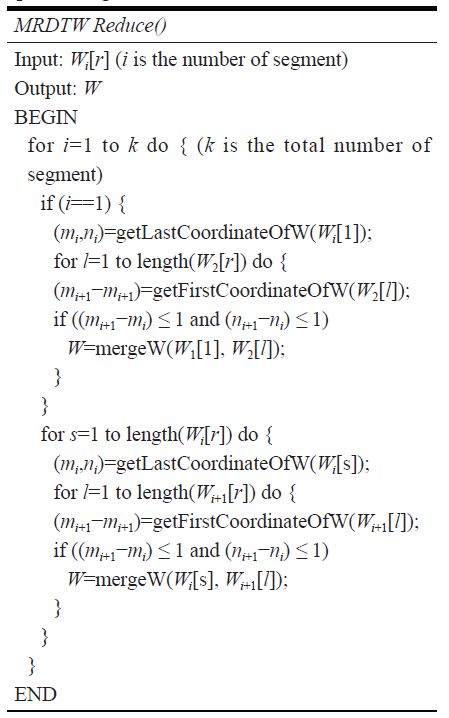 MRDTW Reduce()
Input: Wᵢ[r] (i is the number of segment)
Output: W
BEGIN
for i=1 to k do { (k is the total number of
segment)
if (i==1) {
(mᵢ,nᵢ)=getLastCoordinateOfW(Wᵢ[1]);
for l=1 to length(W₂[r]) do {
(mᵢ₊₁−mᵢ₊₁)=getFirstCoordinateOfW(W₂[l]);
if ((mᵢ₊₁−mᵢ) ≤ 1 and (nᵢ₊₁−nᵢ) ≤ 1)
W=mergeW(W₁[1], W₂[l]);
}
}
for s=1 to length(Wᵢ[r]) do {
(mᵢ,nᵢ)=getLastCoordinateOfW(Wᵢ[s]);
for l=1 to length(Wᵢ₊₁[r]) do {
(mᵢ₊₁−mᵢ₊₁)=getFirstCoordinateOfW(Wᵢ₊₁[l]);
if ((mᵢ₊₁−mᵢ) ≤ 1 and (nᵢ₊₁−nᵢ) ≤ 1)
W=mergeW(Wᵢ[s], Wᵢ₊₁[l]);
}
}
}
END